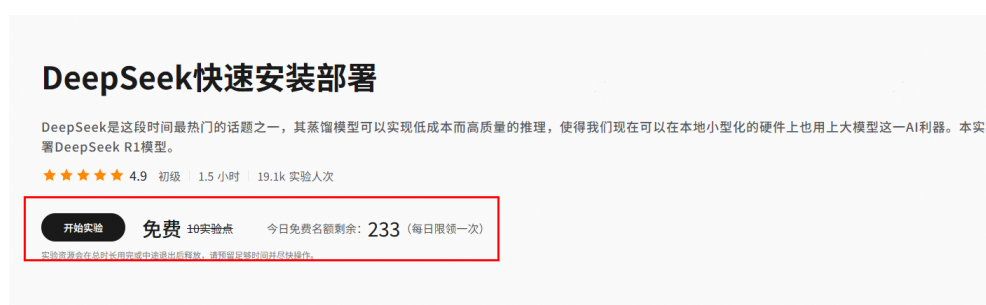 DeepSeek快速安装部署
DeepSeek是这段时间最热门的话题之一，其蒸馏模型可以实现低成本而高质量的推理，使得我们现在可以在本地小型化的硬件上也用上大模型这一AI利器。本实
署DeepSeek R1模型。
4.9 初级 1.5 小时 19.1k 实验人次
开始实验 免费 10实验点 今日免费名额剩余：233（每日限领一次）
实验资源会在总时长用完或中途退出后释放，请预留足够时间并尽快操作。